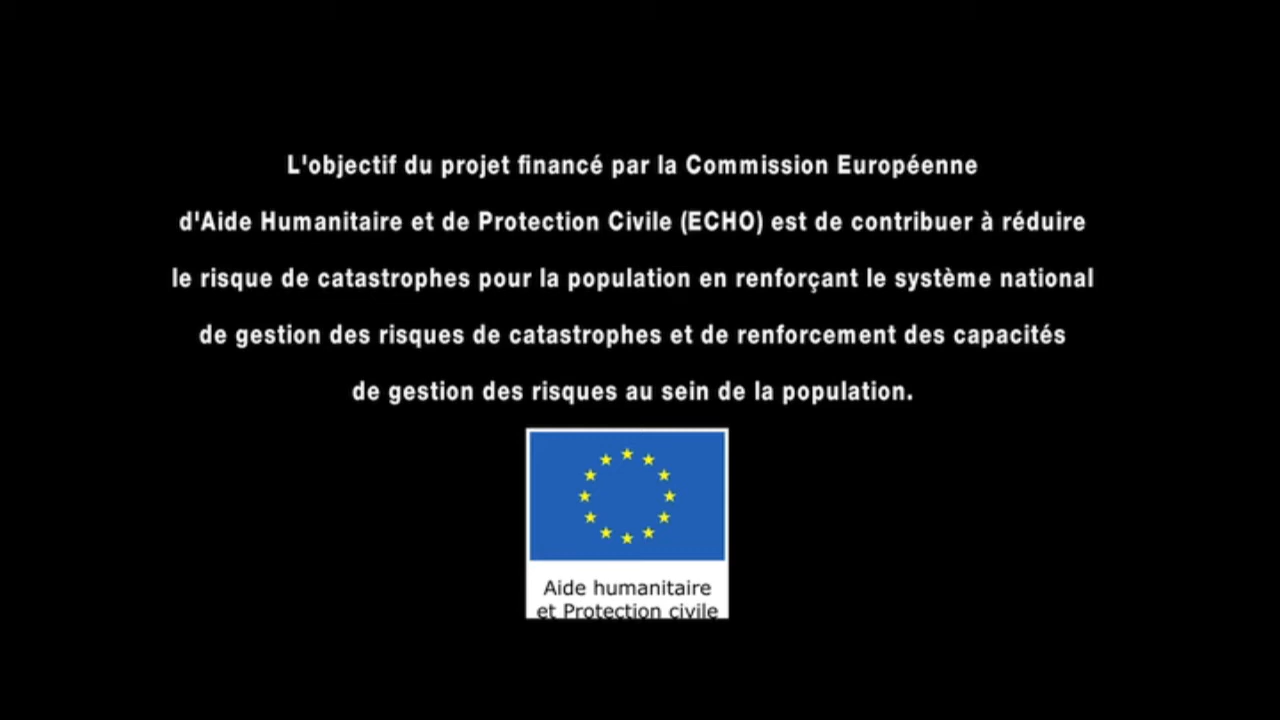 L'objectif du projet financé par la Commission Européenne
d'Aide Humanitaire et de Protection Civile (ECHO) est de contribuer à réduire
le risque de catastrophes pour la population en renforçant le système national
de gestion des risques de catastrophes et de renforcement des capacités
de gestion des risques au sein de la population.
Aide humanitaire
et Protection civile